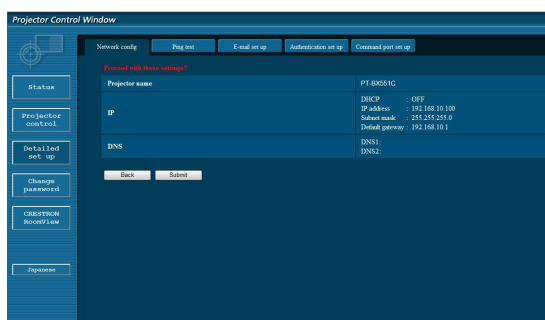 Projector Control Window
Network config
Ping test
E-mail set up
Authentication set up
Command port set up
Proceed with these settings?
Status
Projector name
PT-BX551C
Projector
control
IP
DHCP : OFF
IP address : 192.168.10.100
Subnet mask : 255.255.255.0
Default gateway : 192.168.10.1
Detailed
set up
DNS
DNS1:
DNS2:
Back
Submit
Change
password
CRESTRON
RoomView
Japanese